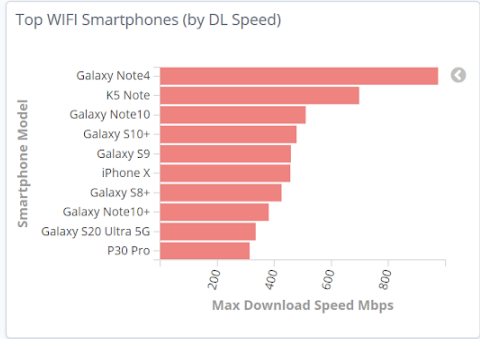 Top WIFI Smartphones (by DL Speed)
Smartphone Model
Galaxy Note4
K5 Note
Galaxy Note10
Galaxy S10+
Galaxy S9
iPhone X
Galaxy S8+
Galaxy Note10+
Galaxy S20 Ultra 5G
P30 Pro
200
400
600
800
Max Download Speed Mbps